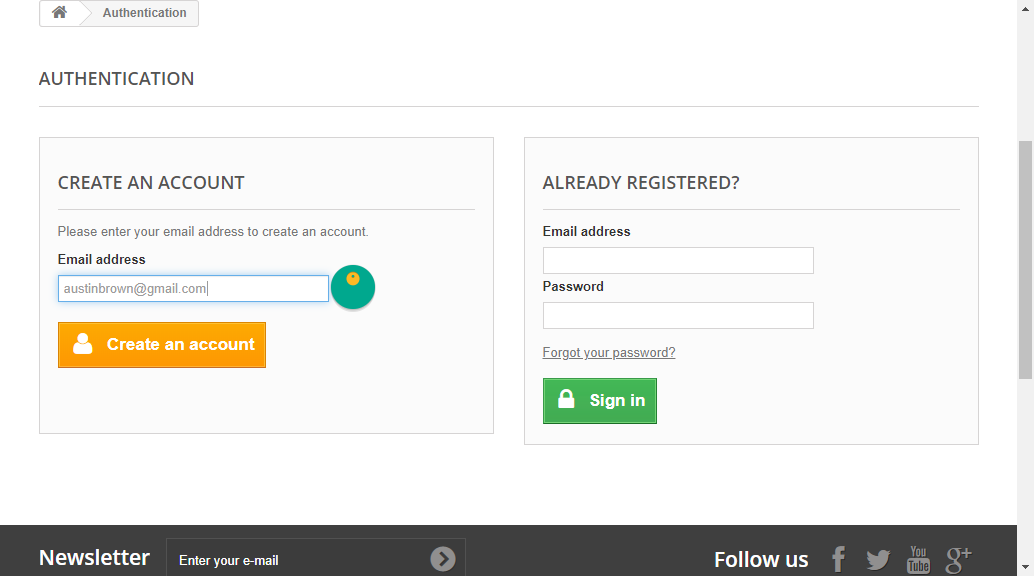 Authentication
AUTHENTICATION
CREATE AN ACCOUNT
Please enter your email address to create an account.
Email address
austinbrown@gmail.com
Create an account
ALREADY REGISTERED?
Email address
Password
Forgot your password?
Sign in
Newsletter
Enter your e-mail
Follow us
You
Tube
g+